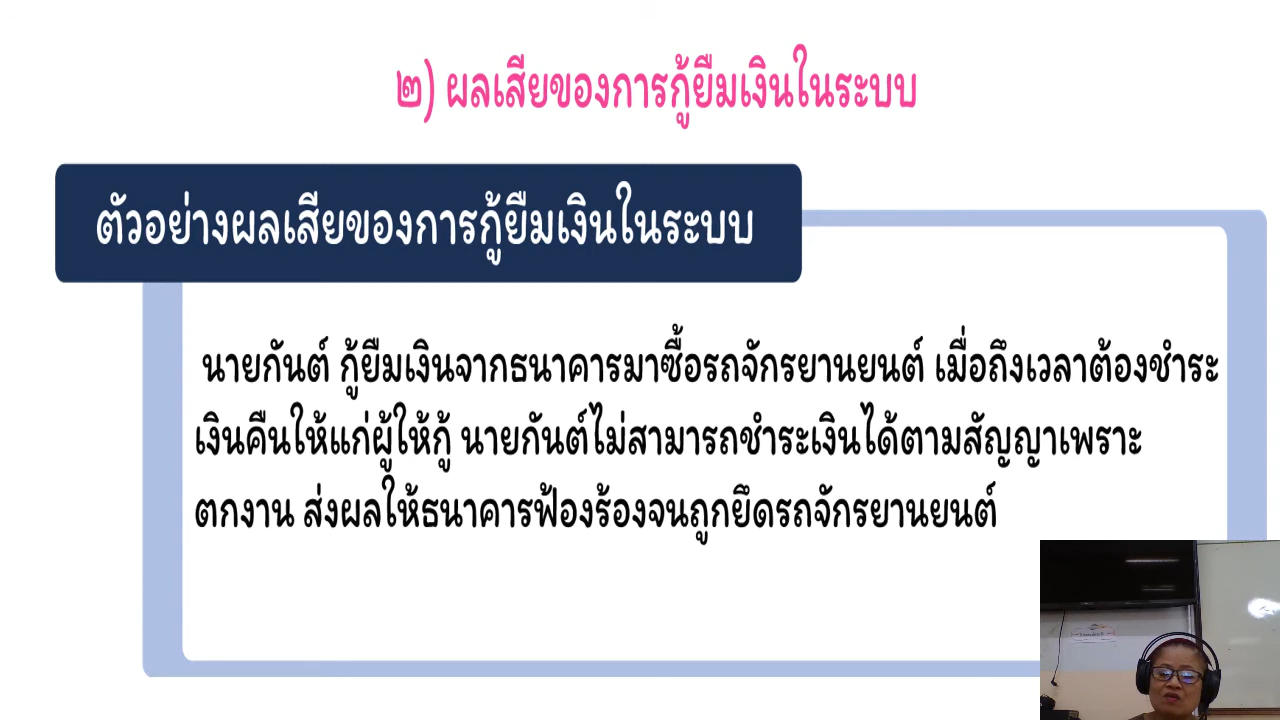 ๒) ผลเสียของการกู้ยืมเงินในระบบ
ตัวอย่างผลเสียของการกู้ยืมเงินในระบบ
นายกันต์ กู้ยืมเงินจากธนาคารมาซื้อรถจักรยานยนต์ เมื่อถึงเวลาต้องชำระ
เงินคืนให้แก่ผู้ให้กู้ นายกันต์ไม่สามารถชำระเงินได้ตามสัญญาเพราะ
ตกงาน ส่งผลให้ธนาคารฟ้องร้องจนถูกยึดรถจักรยานยนต์